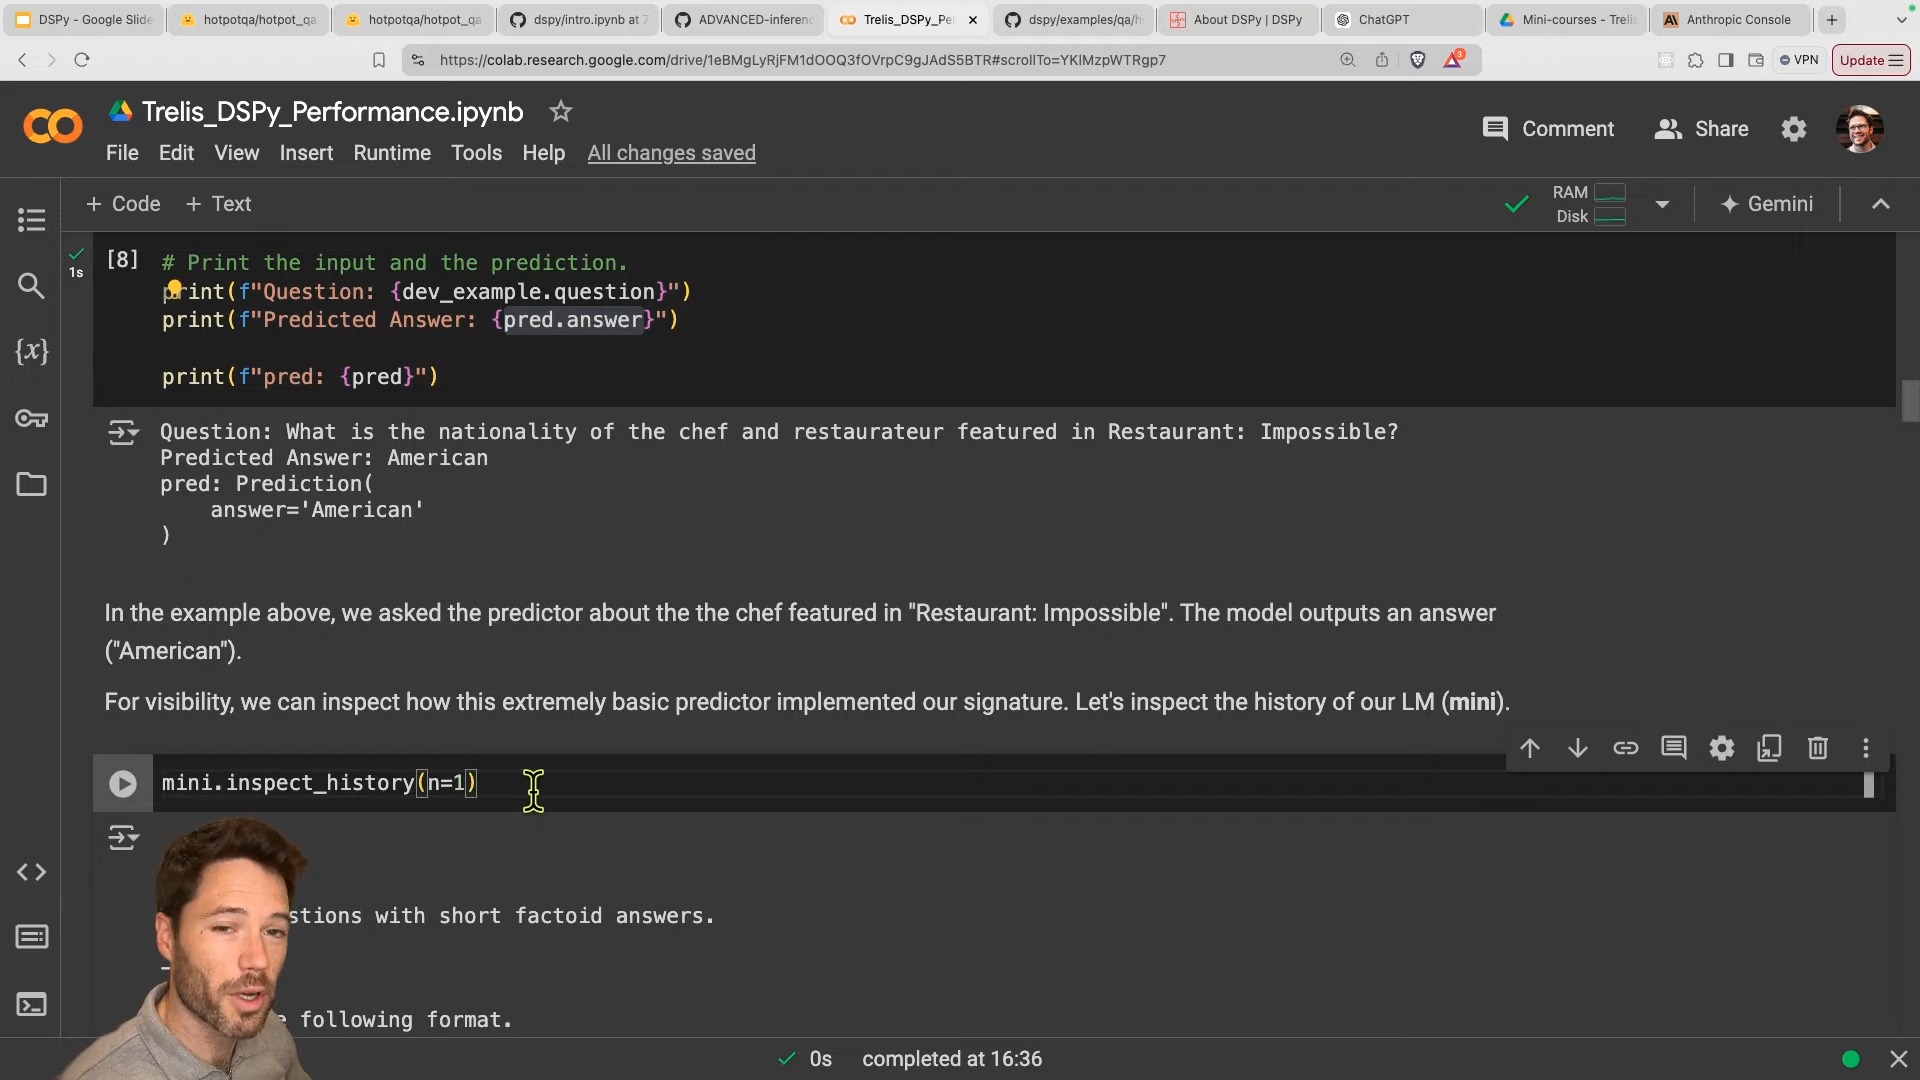 DSPy - Google Slide
hotpotqa/hotpot_qa
hotpotqa/hotpot_qa
dspy/intro.ipynb at 7
ADVANCED-inferenc
Trelis_DSPy_Per
dspy/examples/qa/h
About DSPy | DSPy
ChatGPT
Mini-courses - Trelis
Anthropic Console
https://colab.research.google.com/drive/1eBMgLyRjFM1dOOQ3fOVrpC9gJAdS5BTR#scrollTo=YKlMzpWTRgp7
3
VPN
Update
Trelis_DSPy_Performance.ipynb
File Edit View Insert Runtime Tools Help All changes saved
Comment
Share
+ Code + Text
RAM
Disk
Gemini
[8]
1s
# Print the input and the prediction.
print(f"Question: {dev_example.question}")
print(f"Predicted Answer: {pred.answer}")
print(f"pred: {pred}")
Question: What is the nationality of the chef and restaurateur featured in Restaurant: Impossible?
Predicted Answer: American
pred: Prediction(
answer='American'
)
In the example above, we asked the predictor about the the chef featured in "Restaurant: Impossible". The model outputs an answer
("American").
For visibility, we can inspect how this extremely basic predictor implemented our signature. Let's inspect the history of our LM (mini).
mini.inspect_history(n=1)
stions with short factoid answers.
following format.
0s completed at 16:36